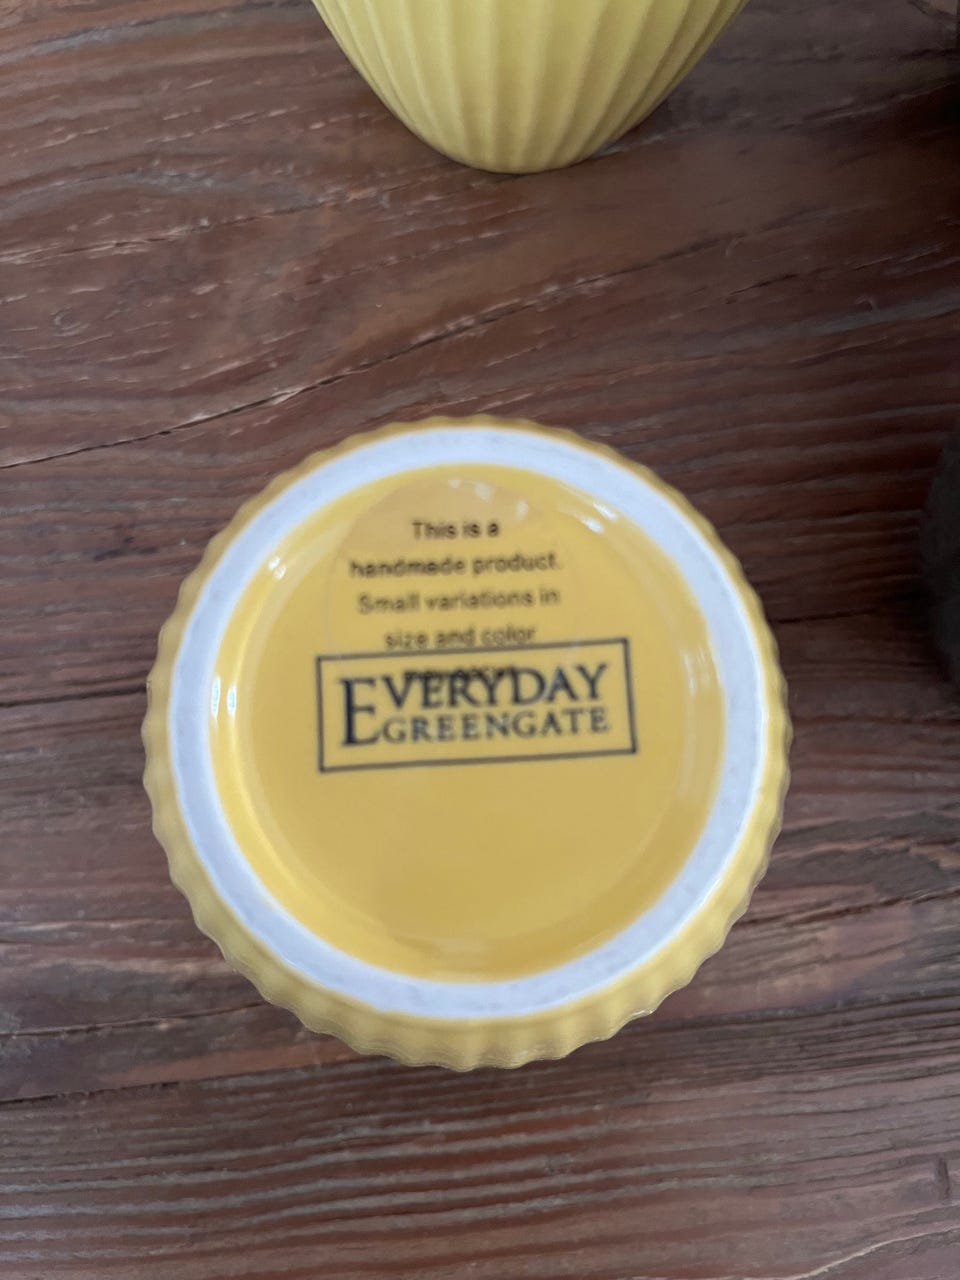 This is a
handmade product.
Small variations in
size and color
EVERYDAY
GREENGATE